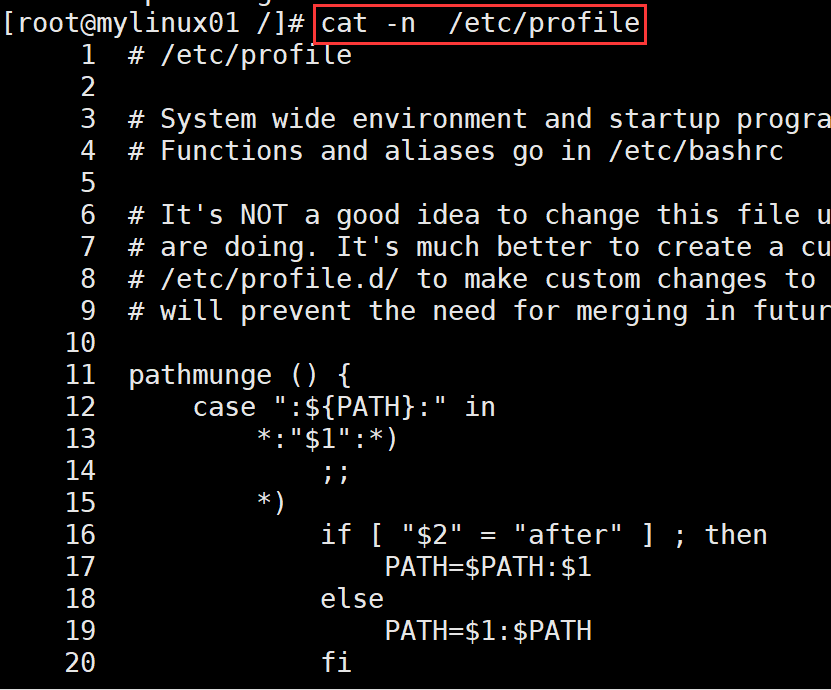 [root@mylinux01 /]# cat -n  /etc/profile
     1  # /etc/profile
     2
     3  # System wide environment and startup progra
     4  # Functions and aliases go in /etc/bashrc
     5
     6  # It's NOT a good idea to change this file u
     7  # are doing. It's much better to create a cu
     8  # /etc/profile.d/ to make custom changes to
     9  # will prevent the need for merging in futur
    10
    11  pathmunge () {
    12      case ":${PATH}:" in
    13          *:"$1":*)
    14              ;;
    15          *)
    16              if [ "$2" = "after" ] ; then
    17                  PATH=$PATH:$1
    18              else
    19                  PATH=$1:$PATH
    20              fi